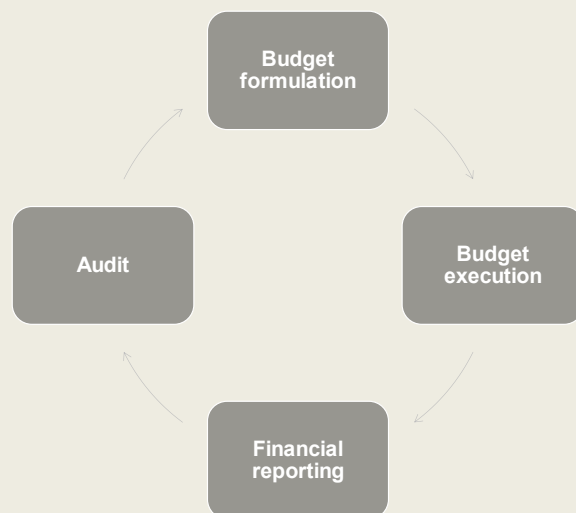 Budget
formulation
Budget
execution
Financial
reporting
Audit